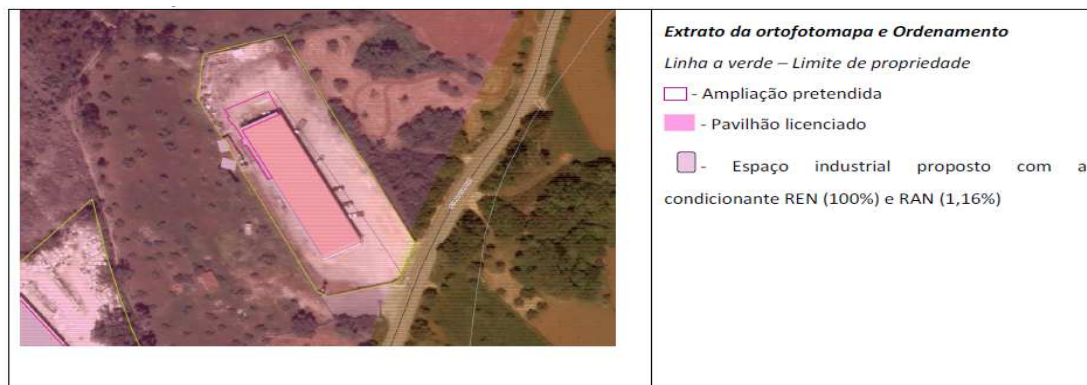 Extrato da ortofotomapa e Ordenamento
Linha a verde – Limite de propriedade
- Ampliação pretendida
- Pavilhão licenciado
- Espaço industrial proposto com a
condicionante REN (100%) e RAN (1,16%)